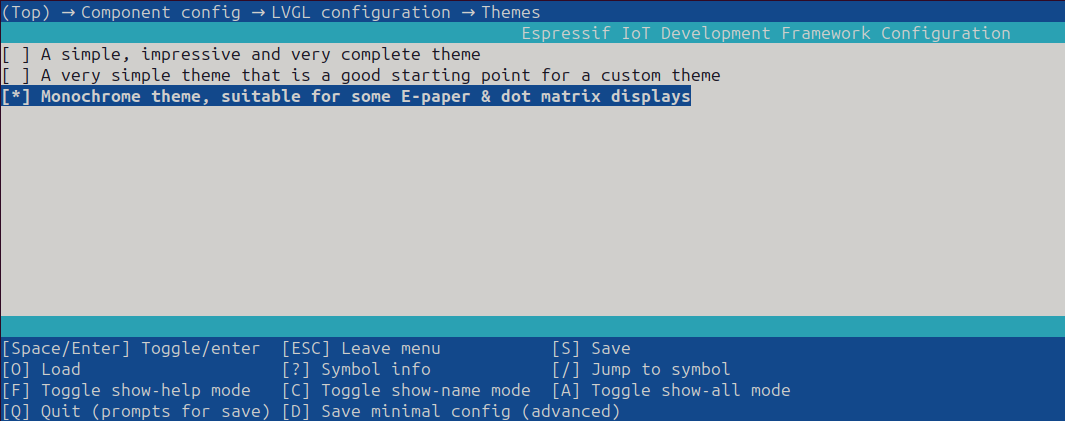 (Top) → Component config → LVGL configuration → Themes
Espressif IoT Development Framework Configuration
[ ] A simple, impressive and very complete theme
[ ] A very simple theme that is a good starting point for a custom theme
[*] Monochrome theme, suitable for some E-paper & dot matrix displays
[Space/Enter] Toggle/enter [ESC] Leave menu [S] Save
[O] Load [?] Symbol info [/] Jump to symbol
[F] Toggle show-help mode [C] Toggle show-name mode [A] Toggle show-all mode
[Q] Quit (prompts for save) [D] Save minimal config (advanced)